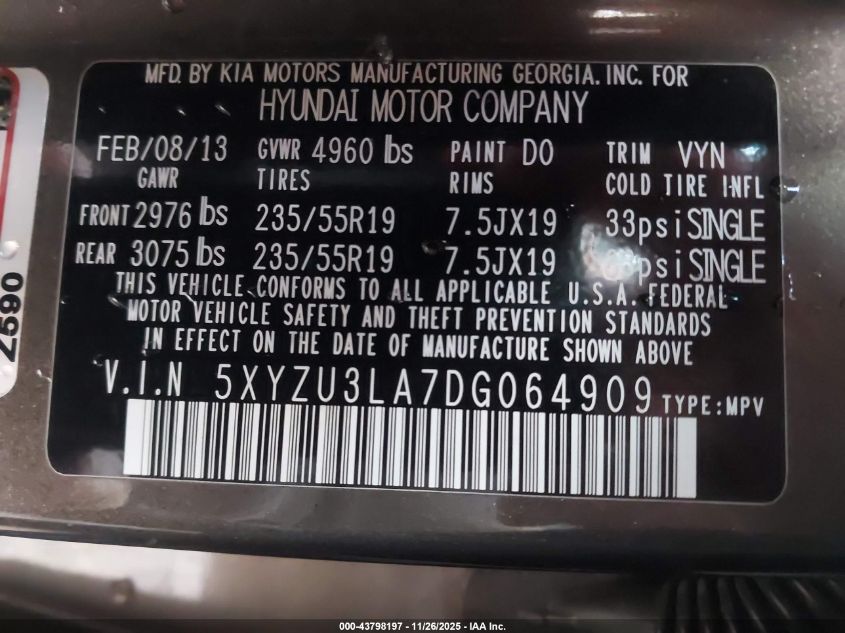 MFD. BY KIA MOTORS MANUFACTURING GEORGIA. INC. FOR
HYUNDAI MOTOR COMPANY
FEB/08/13 GVWR 4960 lbs PAINT DO TRIM VYN
GAWR TIRES RIMS COLD TIRE INFL
FRONT 2976 lbs 235/55R19 7.5JX19 33psi SINGLE
REAR 3075 lbs 235/55R19 7.5JX19 psi SINGLE
THIS VEHICLE CONFORMS TO ALL APPLICABLE U.S.A. FEDERAL
MOTOR VEHICLE SAFETY AND THEFT PREVENTION STANDARDS
IN EFFECT ON THE DATE OF MANUFACTURE SHOWN ABOVE
V.I.N 5XYZU3LA7DG064909 TYPE:MPV
Z590
000-43798197 - 11/26/2025 - IAA Inc.